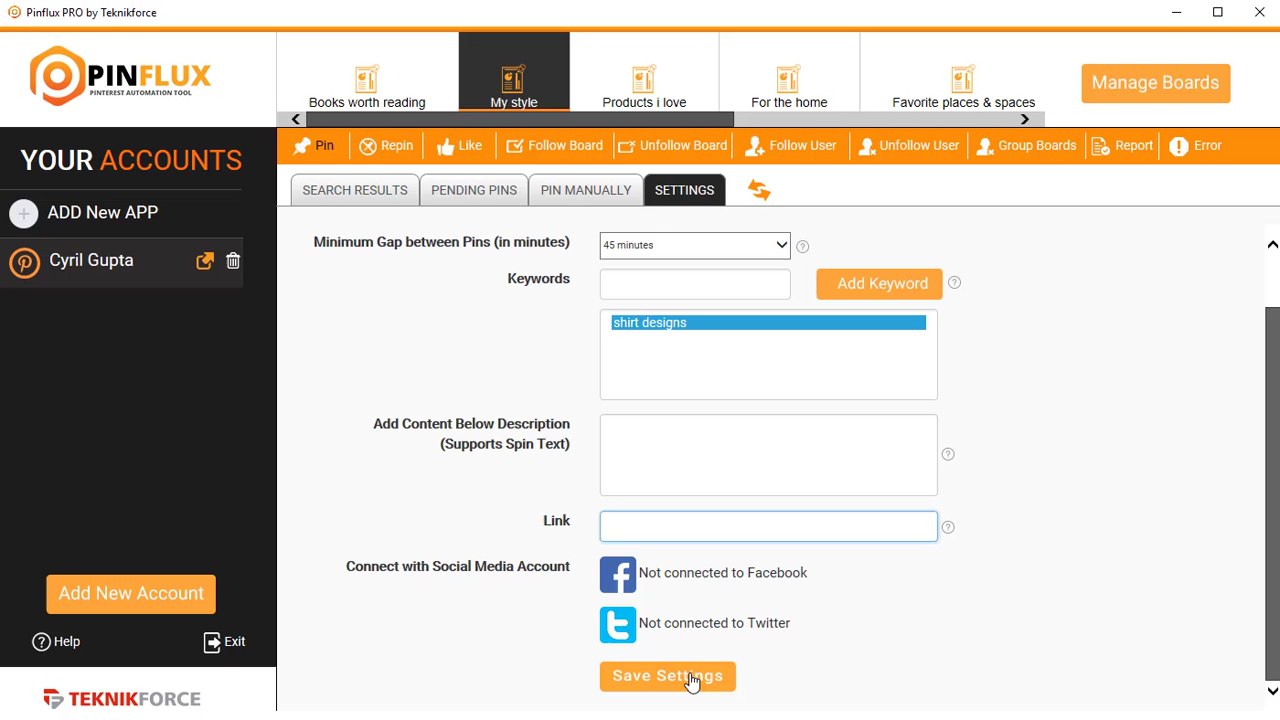 Pinflux PRO by Teknikforce
PINFLUX
PINTEREST AUTOMATION TOOL
Books worth reading
My style
Products i love
For the home
Favorite places & spaces
Manage Boards
YOUR ACCOUNTS
Pin
Repin
Like
Follow Board
Unfollow Board
Follow User
Unfollow User
Group Boards
Report
Error
SEARCH RESULTS
PENDING PINS
PIN MANUALLY
SETTINGS
ADD New APP
Cyril Gupta
Minimum Gap between Pins (in minutes)
45 minutes
Keywords
Add Keyword
shirt designs
Add Content Below Description
(Supports Spin Text)
Link
Connect with Social Media Account
Not connected to Facebook
Not connected to Twitter
Save Settings
Add New Account
Help
Exit
TEKNIKFORCE